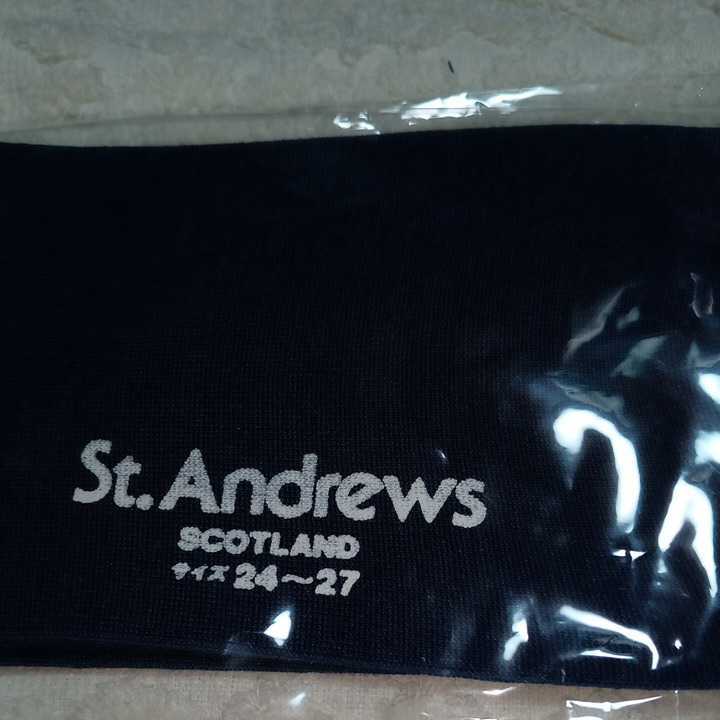 St. Andrews
SCOTLAND
サイズ 24～27